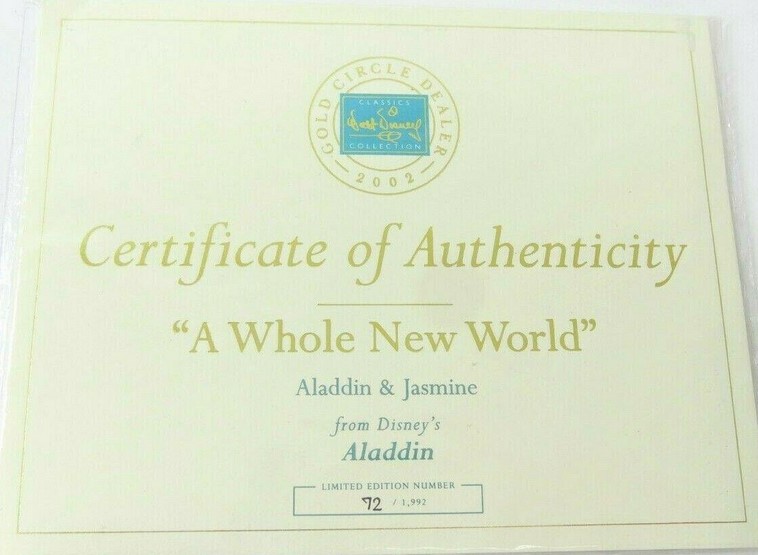 GOLD CIRCLE DEALER
CLASSICS
Walt Disney
COLLECTION
2002
Certificate of Authenticity
“A Whole New World”
Aladdin & Jasmine
from Disney's
Aladdin
LIMITED EDITION NUMBER
72 / 1,992